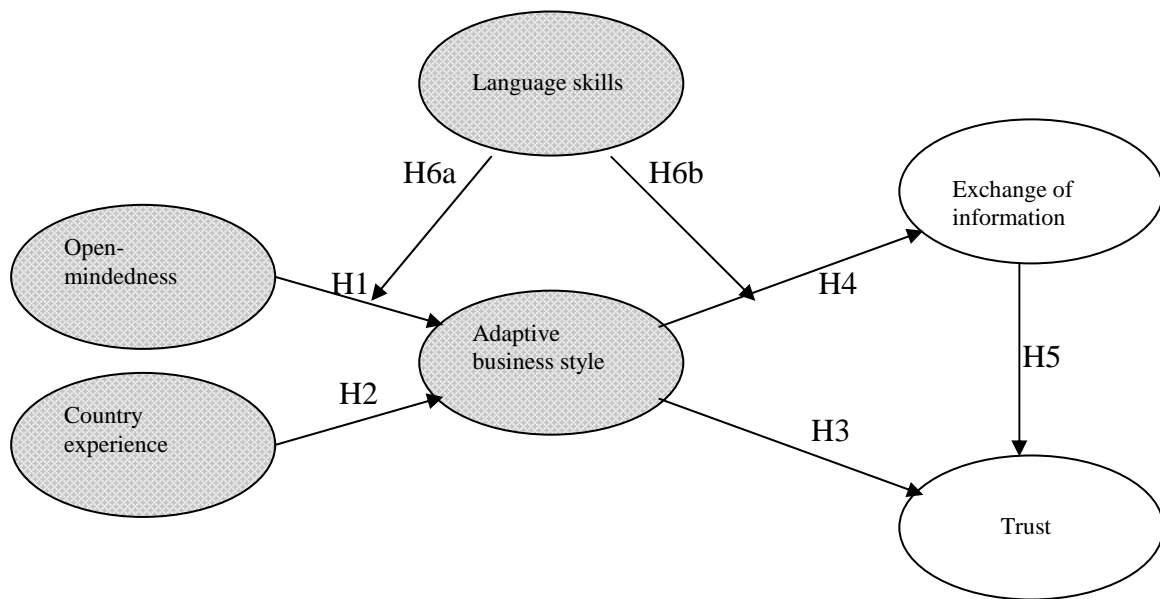 Language skills
H6a
H6b
Exchange of
information
Open-
mindedness
H1
H4
Adaptive
business style
H5
Country
experience
H2
H3
Trust